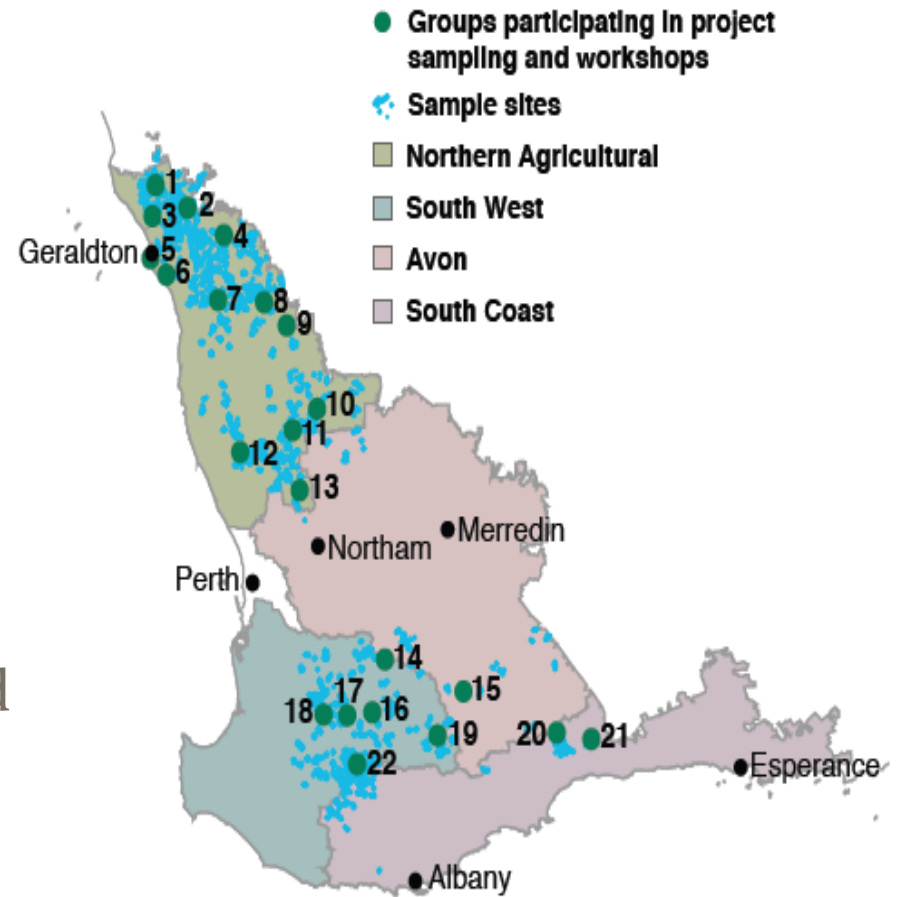 Groups participating in project
sampling and workshops
Sample sites
Northern Agricultural
South West
Avon
South Coast
1
2
3
4
Geraldton
5
6
7
8
9
10
11
12
13
Northam
Merredin
Perth
14
15
17
18
16
19
20
21
22
Esperance
Albany
d